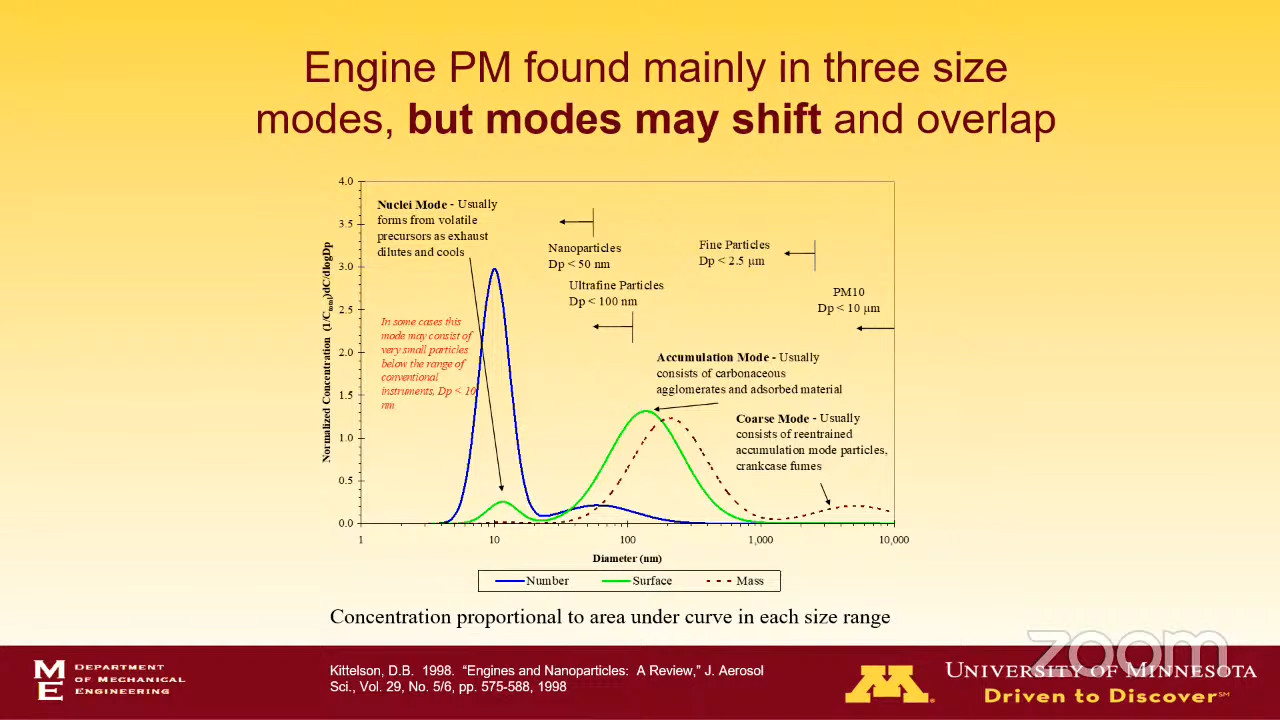 Engine PM found mainly in three size
modes, but modes may shift and overlap
4.0
3.5
3.0
2.5
2.0
1.5
1.0
0.5
0.0
Normalized Concentration (1/Ctotal)dC/dlogDp
Nuclei Mode - Usually
forms from volatile
precursors as exhaust
dilutes and cools
In some cases this
mode may consist of
very small particles
below the range of
conventional
instruments, Dp < 10
nm
Nanoparticles
Dp < 50 nm
Ultrafine Particles
Dp < 100 nm
Fine Particles
Dp < 2.5 μm
PM10
Dp < 10 μm
Accumulation Mode - Usually
consists of carbonaceous
agglomerates and adsorbed material
Coarse Mode - Usually
consists of reentrained
accumulation mode particles,
crankcase fumes
1 10 100 1,000 10,000
Diameter (nm)
Number Surface Mass
Concentration proportional to area under curve in each size range
zoom
M
E
DEPARTMENT
OF MECHANICAL
ENGINEERING
Kittelson, D.B. 1998. “Engines and Nanoparticles: A Review,” J. Aerosol
Sci., Vol. 29, No. 5/6, pp. 575-588, 1998
M
UNIVERSITY OF MINNESOTA
Driven to Discover℠